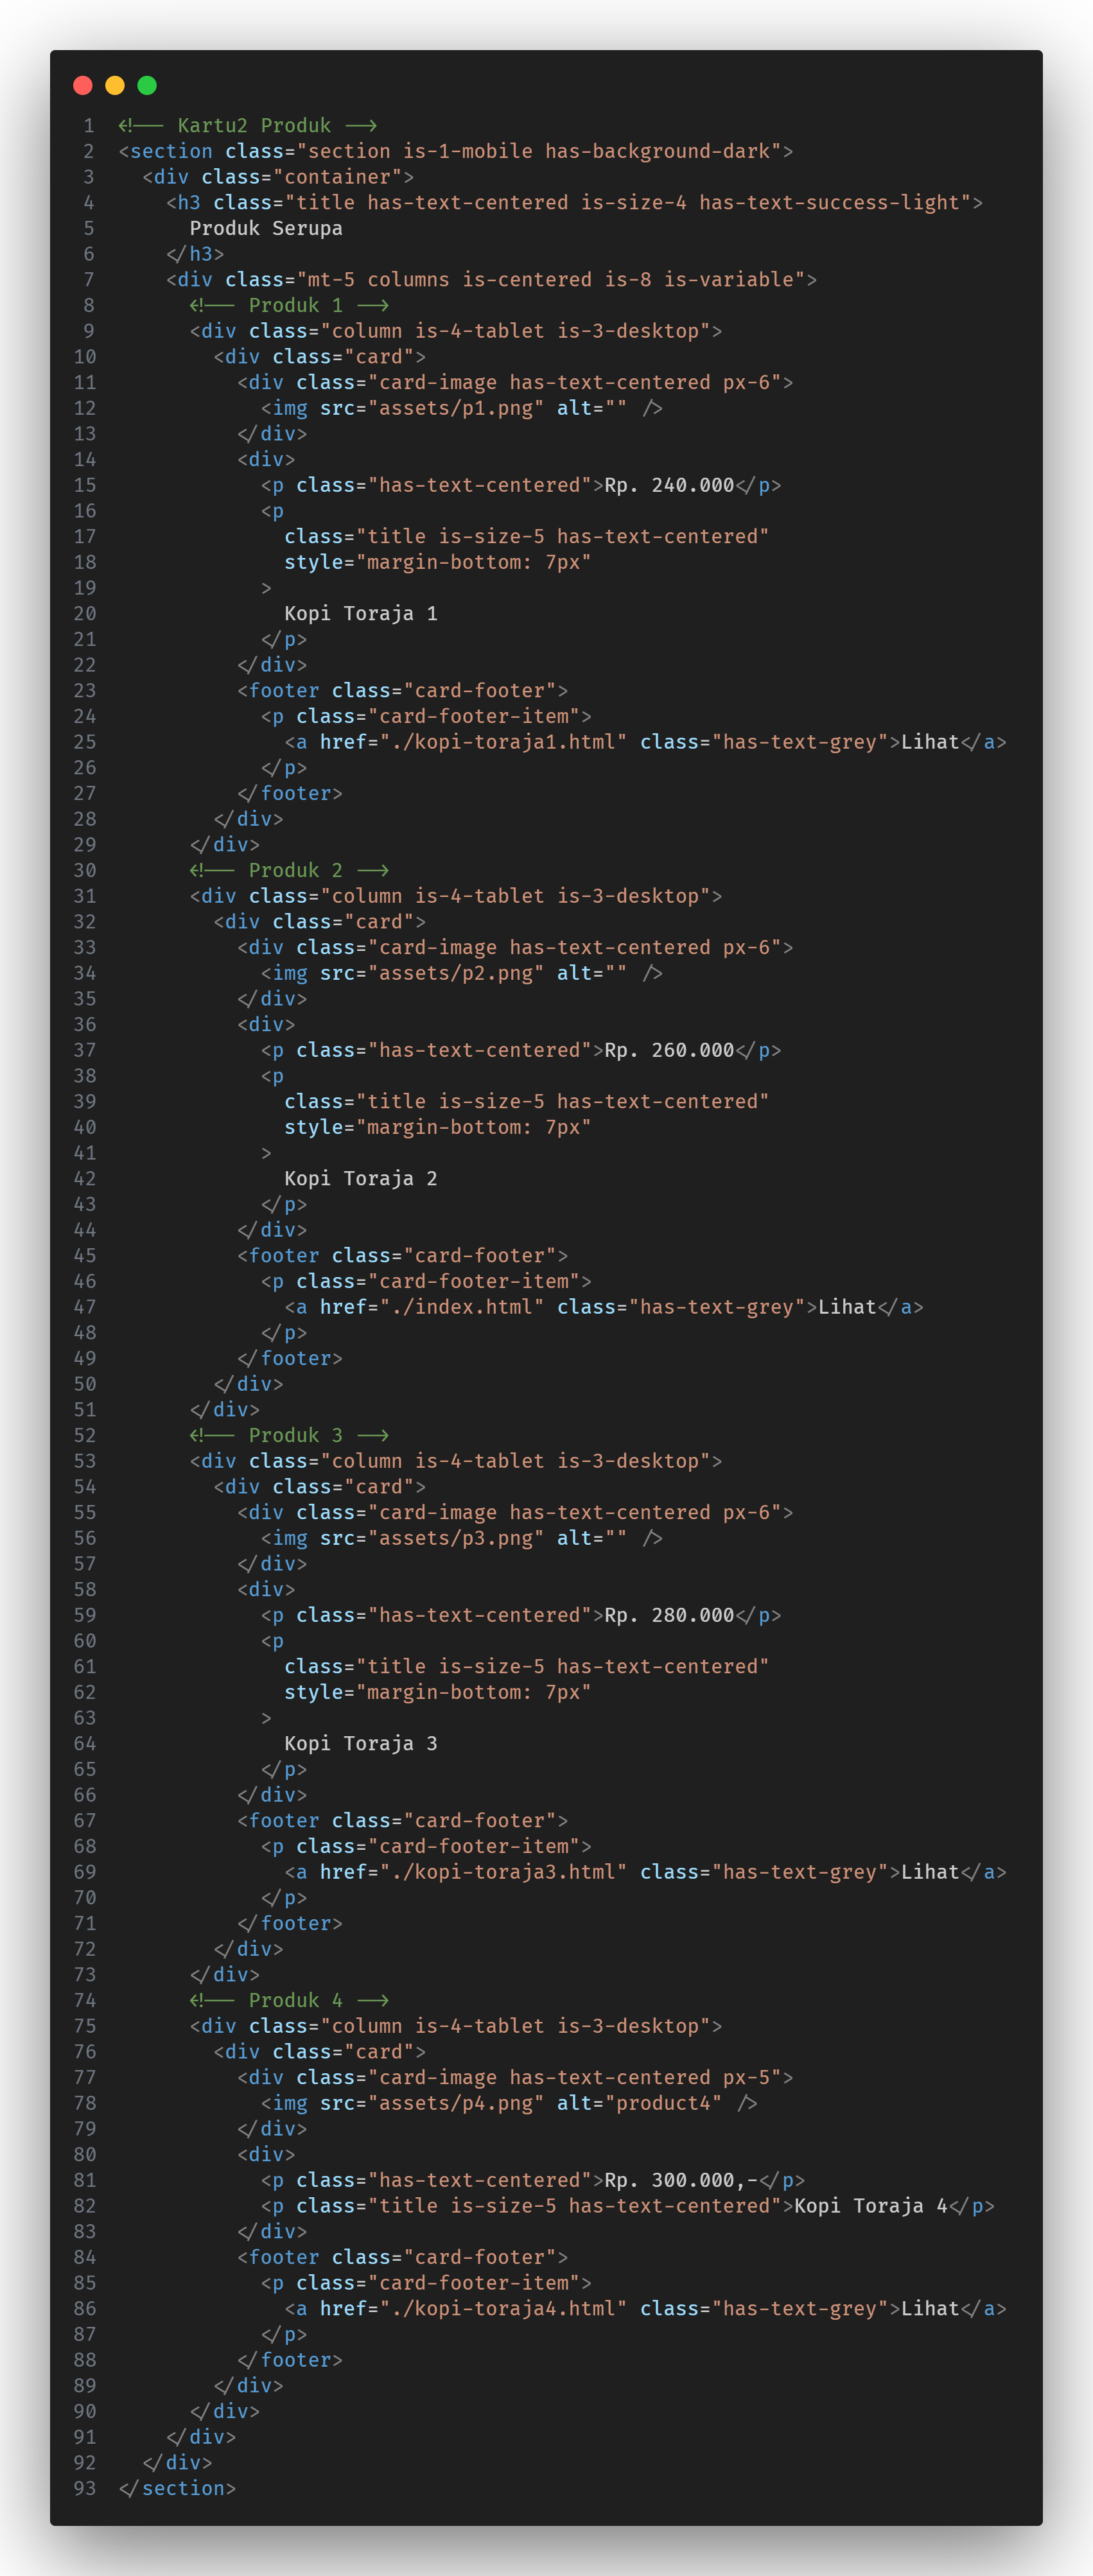 1 <!-- Kartu2 Produk -->
2 <section class="section is-1-mobile has-background-dark">
3   <div class="container">
4     <h3 class="title has-text-centered is-size-4 has-text-success-light">
5       Produk Serupa
6     </h3>
7     <div class="mt-5 columns is-centered is-8 is-variable">
8       <!-- Produk 1 -->
9       <div class="column is-4-tablet is-3-desktop">
10         <div class="card">
11           <div class="card-image has-text-centered px-6">
12             <img src="assets/p1.png" alt="" />
13           </div>
14           <div>
15             <p class="has-text-centered">Rp. 240.000</p>
16             <p
17               class="title is-size-5 has-text-centered"
18               style="margin-bottom: 7px"
19             >
20               Kopi Toraja 1
21             </p>
22           </div>
23           <footer class="card-footer">
24             <p class="card-footer-item">
25               <a href="./kopi-toraja1.html" class="has-text-grey">Lihat</a>
26             </p>
27           </footer>
28         </div>
29       </div>
30       <!-- Produk 2 -->
31       <div class="column is-4-tablet is-3-desktop">
32         <div class="card">
33           <div class="card-image has-text-centered px-6">
34             <img src="assets/p2.png" alt="" />
35           </div>
36           <div>
37             <p class="has-text-centered">Rp. 260.000</p>
38             <p
39               class="title is-size-5 has-text-centered"
40               style="margin-bottom: 7px"
41             >
42               Kopi Toraja 2
43             </p>
44           </div>
45           <footer class="card-footer">
46             <p class="card-footer-item">
47               <a href="./index.html" class="has-text-grey">Lihat</a>
48             </p>
49           </footer>
50         </div>
51       </div>
52       <!-- Produk 3 -->
53       <div class="column is-4-tablet is-3-desktop">
54         <div class="card">
55           <div class="card-image has-text-centered px-6">
56             <img src="assets/p3.png" alt="" />
57           </div>
58           <div>
59             <p class="has-text-centered">Rp. 280.000</p>
60             <p
61               class="title is-size-5 has-text-centered"
62               style="margin-bottom: 7px"
63             >
64               Kopi Toraja 3
65             </p>
66           </div>
67           <footer class="card-footer">
68             <p class="card-footer-item">
69               <a href="./kopi-toraja3.html" class="has-text-grey">Lihat</a>
70             </p>
71           </footer>
72         </div>
73       </div>
74       <!-- Produk 4 -->
75       <div class="column is-4-tablet is-3-desktop">
76         <div class="card">
77           <div class="card-image has-text-centered px-5">
78             <img src="assets/p4.png" alt="product4" />
79           </div>
80           <div>
81             <p class="has-text-centered">Rp. 300.000,-</p>
82             <p class="title is-size-5 has-text-centered">Kopi Toraja 4</p>
83           </div>
84           <footer class="card-footer">
85             <p class="card-footer-item">
86               <a href="./kopi-toraja4.html" class="has-text-grey">Lihat</a>
87             </p>
88           </footer>
89         </div>
90       </div>
91     </div>
92   </div>
93 </section>